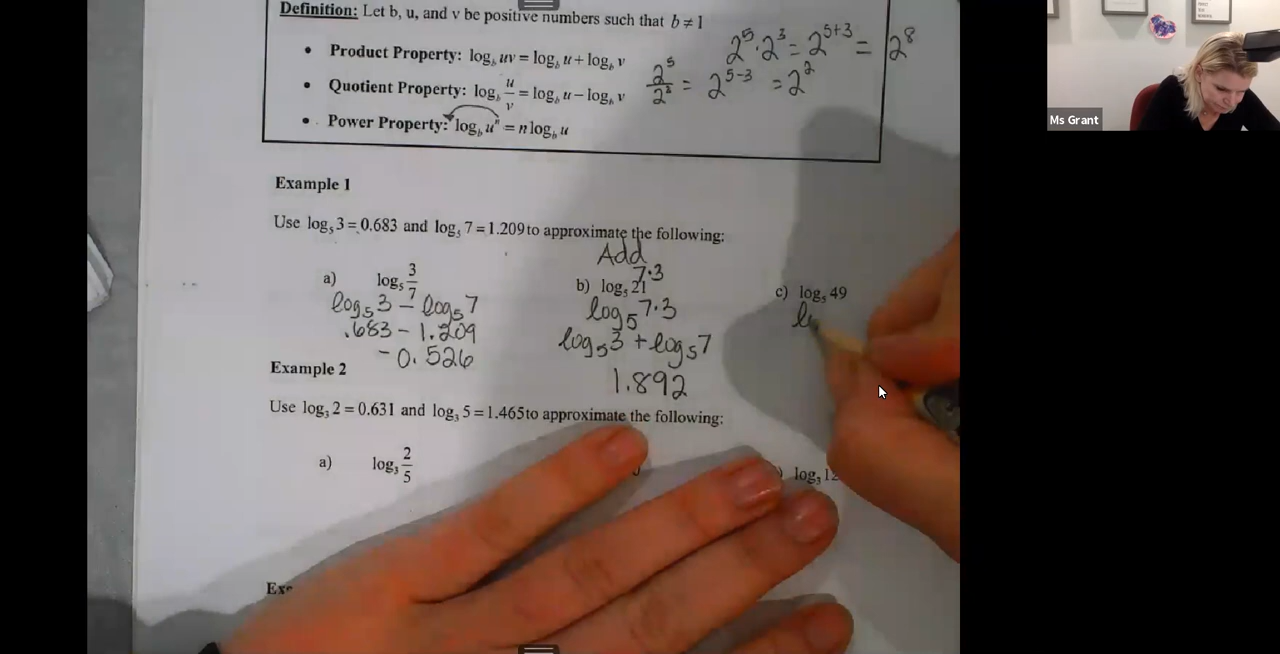 Definition: Let b, u, and v be positive numbers such that b ≠ 1
Product Property: log_b uv = log_b u + log_b v
2^5 · 2^3 = 2^{5+3} = 2^8
Quotient Property: log_b u/v = log_b u − log_b v
2^5/2^3 = 2^{5-3} = 2^2
Power Property: log_b u^n = n log_b u
Example 1
Use log_5 3 = 0.683 and log_5 7 = 1.209 to approximate the following:
a) log_5 3/7
log_5 3 − log_5 7
.683 − 1.209
-0.526
Add
7·3
b) log_5 21
log_5 7·3
log_5 3 + log_5 7
1.892
c) log_5 49
Example 2
Use log_3 2 = 0.631 and log_3 5 = 1.465 to approximate the following:
a) log_3 2/5
) log_3 12
Ms Grant